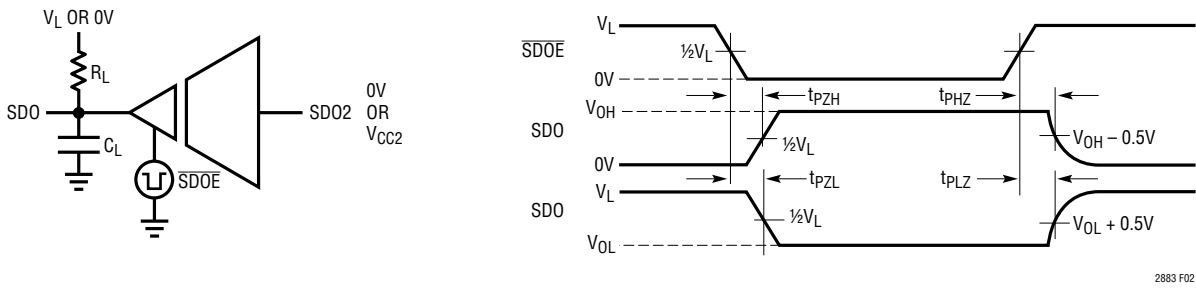 V_L OR 0V
R_L
SDO
C_L
SDOE
SDO2
0V
OR
V_CC2
SDOE
V_L
½V_L
0V
SDO
V_OH
t_PZH
t_PHZ
½V_L
V_OH – 0.5V
0V
SDO
V_L
t_PZL
t_PLZ
½V_L
V_OL + 0.5V
V_OL
2883 F02